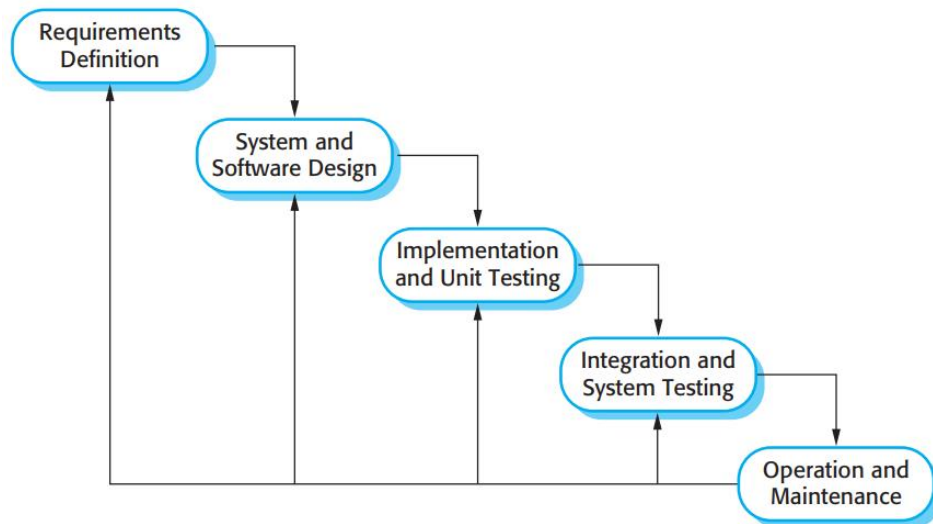 Requirements
Definition
System and
Software Design
Implementation
and Unit Testing
Integration and
System Testing
Operation and
Maintenance